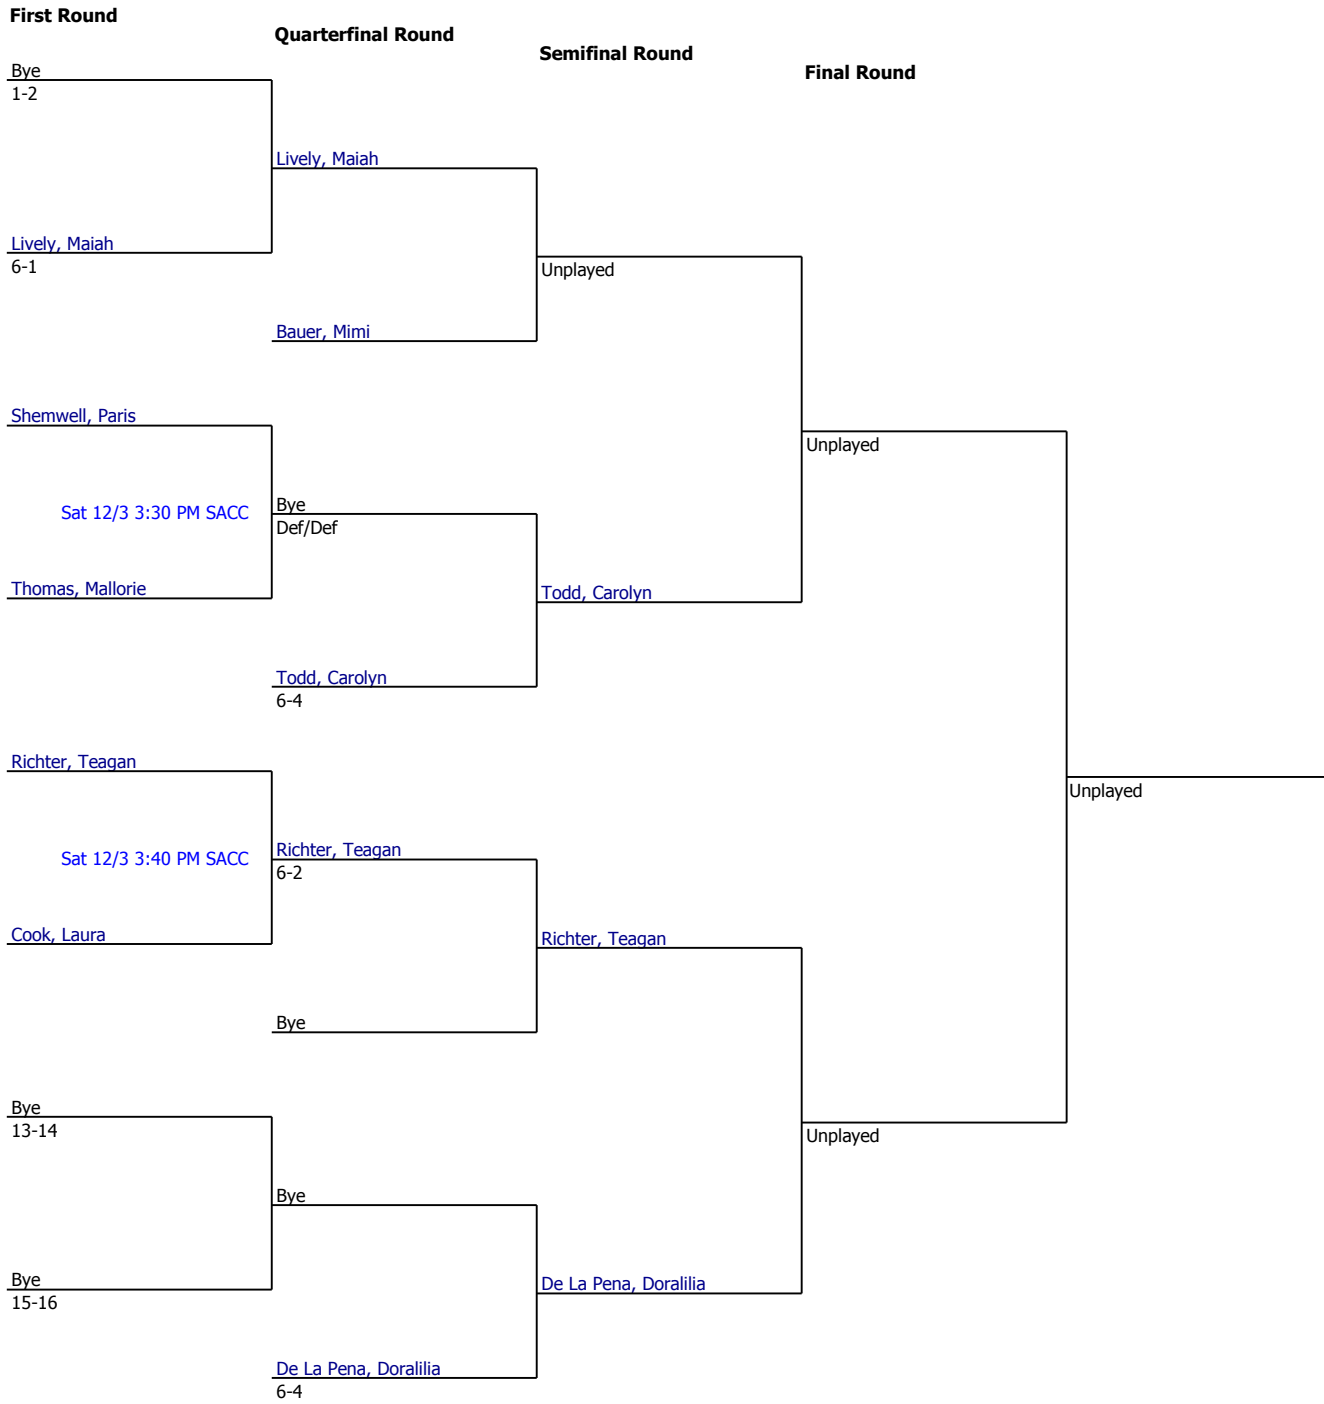 First Round
Quarterfinal Round
Semifinal Round
Final Round
Bye
1-2
Lively, Maiah
Lively, Maiah
6-1
Unplayed
Bauer, Mimi
Shemwell, Paris
Unplayed
Sat 12/3 3:30 PM SACC
Bye
Def/Def
Thomas, Mallorie
Todd, Carolyn
Todd, Carolyn
6-4
Richter, Teagan
Unplayed
Sat 12/3 3:40 PM SACC
Richter, Teagan
6-2
Cook, Laura
Richter, Teagan
Bye
Bye
13-14
Unplayed
Bye
Bye
15-16
De La Pena, Doralilia
De La Pena, Doralilia
6-4